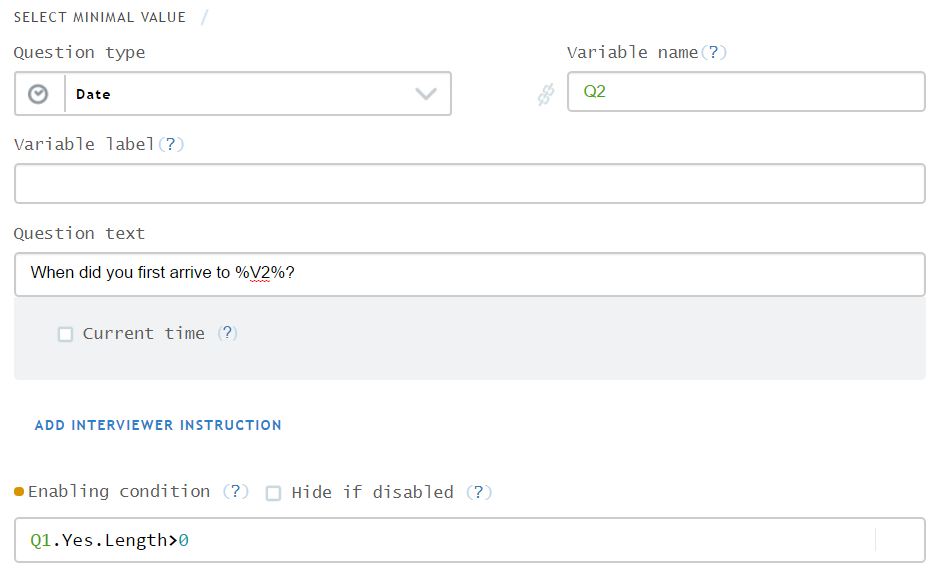 SELECT MINIMAL VALUE /
Question type Variable name(?)
Date Q2
Variable label(?)
Question text
When did you first arrive to %V2%?
Current time (?)
ADD INTERVIEWER INSTRUCTION
Enabling condition (?) Hide if disabled (?)
Q1.Yes.Length>0